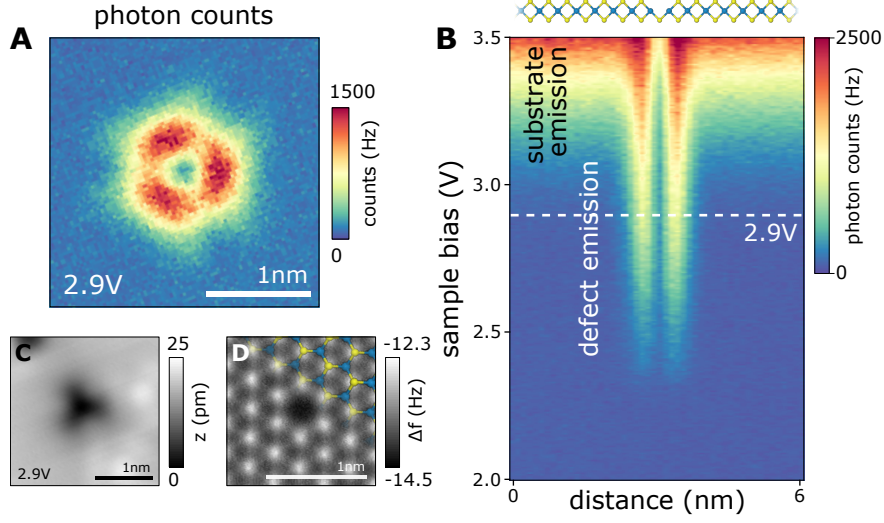 photon counts
A
1500
counts (Hz)
0
2.9V
1nm
B
3.5
3.0
2.5
2.0
sample bias (V)
substrate
emission
defect emission
2.9V
0
6
distance (nm)
2500
photon counts (Hz)
0
C
2.9V
1nm
25
z (pm)
0
D
1nm
-12.3
Δf (Hz)
-14.5